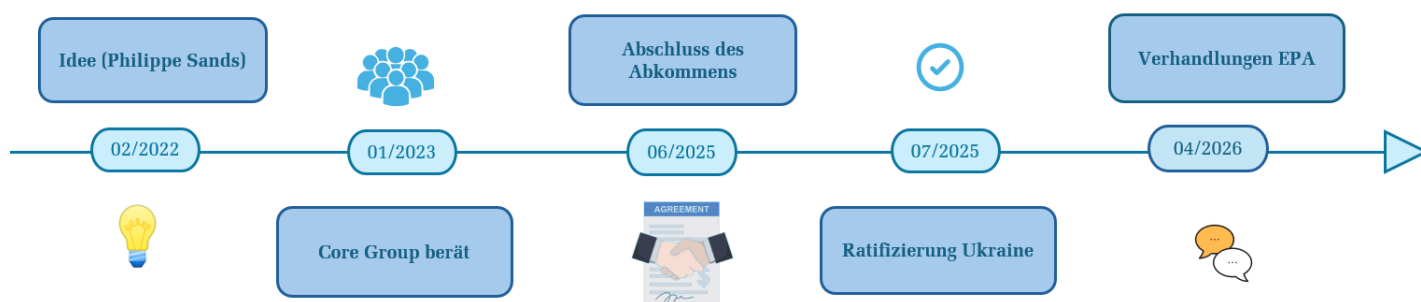 Idee (Philippe Sands)
02/2022
01/2023
Core Group berät
Abschluss des
Abkommens
06/2025
AGREEMENT
07/2025
Ratifizierung Ukraine
Verhandlungen EPA
04/2026
...
...